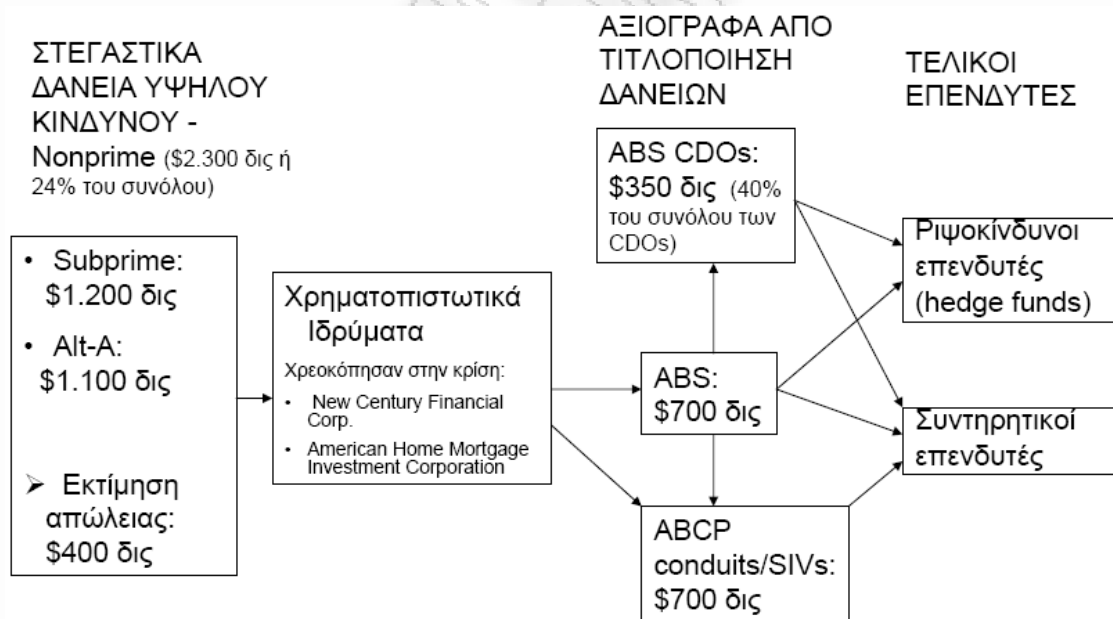 ΣΤΕΓΑΣΤΙΚΑ
ΔΑΝΕΙΑ ΥΨΗΛΟΥ
ΚΙΝΔΥΝΟΥ -
Nonprime ($2.300 δις ή
24% του συνόλου)
• Subprime:
$1.200 δις
• Alt-A:
$1.100 δις
➢ Εκτίμηση
απώλειας:
$400 δις
Χρηματοπιστωτικά
Ιδρύματα
Χρεοκόπησαν στην κρίση:
• New Century Financial
Corp.
• American Home Mortgage
Investment Corporation
ΑΞΙΟΓΡΑΦΑ ΑΠΟ
ΤΙΤΛΟΠΟΙΗΣΗ
ΔΑΝΕΙΩΝ
ABS CDOs:
$350 δις (40%
του συνόλου των
CDOs)
ABS:
$700 δις
ABCP
conduits/SIVs:
$700 δις
ΤΕΛΙΚΟΙ
ΕΠΕΝΔΥΤΕΣ
Ριψοκίνδυνοι
επενδυτές
(hedge funds)
Συντηρητικοί
επενδυτές